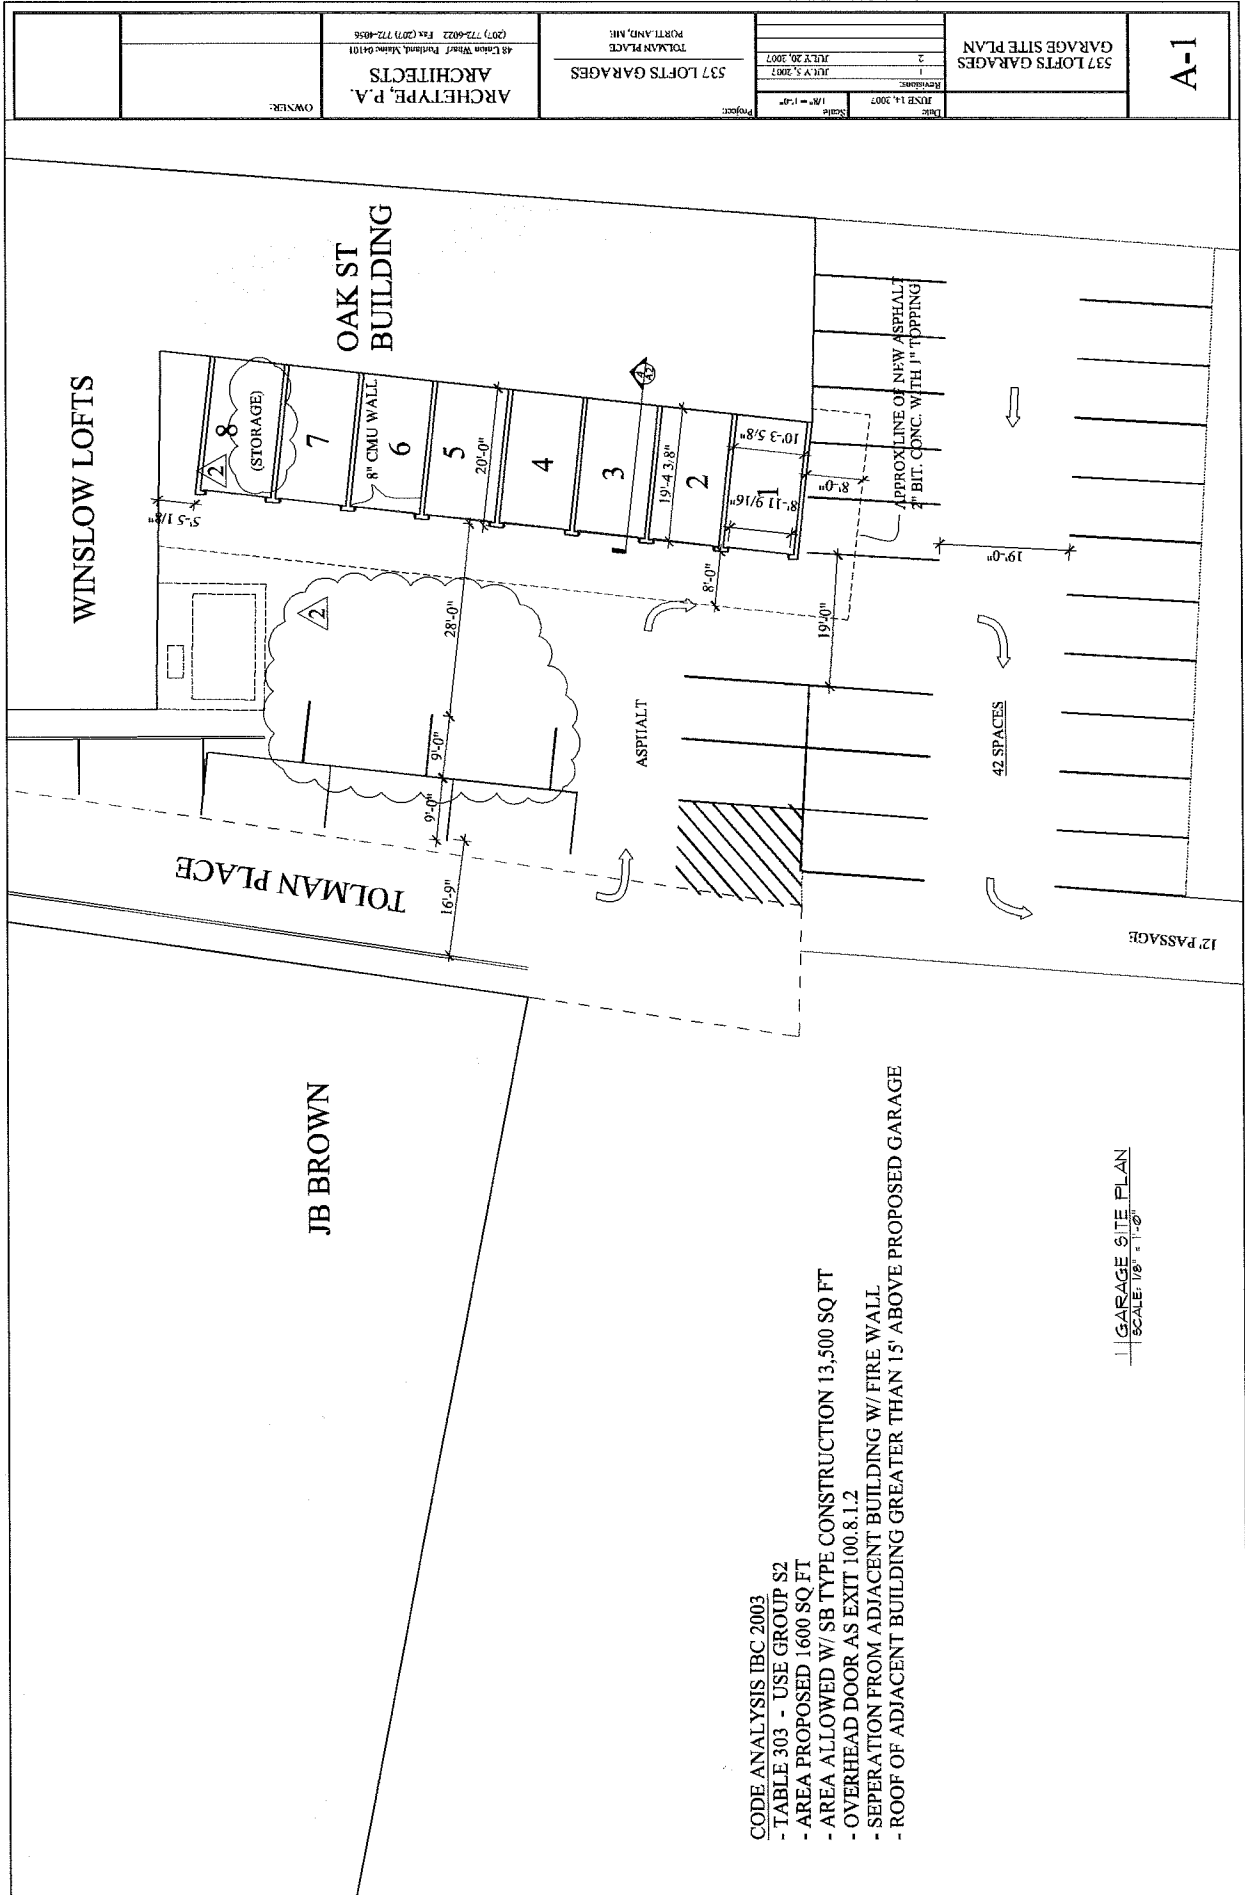 WINSLOW LOFTS
OAK ST
BUILDING
8
(STORAGE)
2
7
8" CMU WALL
6
5
20'-0"
4
3
4
A2
19'-4 3/8"
2
10'-3 5/8"
8'-11 9/16"
1
8'-0"
APPROX LINE OF NEW ASPHALT
2" BIT. CONC. WITH 1" TOPPING
5'-5 1/8"
2
28'-0"
8'-0"
19'-0"
19'-0"
9'-0"
9'-0"
ASPHALT
42 SPACES
TOLMAN PLACE
16'-9"
12' PASSAGE
JB BROWN
CODE ANALYSIS IBC 2003
- TABLE 303 - USE GROUP S2
- AREA PROPOSED 1600 SQ FT
- AREA ALLOWED W/ 5B TYPE CONSTRUCTION 13,500 SQ FT
- OVERHEAD DOOR AS EXIT 100.8.1.2
- SEPERATION FROM ADJACENT BUILDING W/ FIRE WALL
- ROOF OF ADJACENT BUILDING GREATER THAN 15' ABOVE PROPOSED GARAGE
1 GARAGE SITE PLAN
SCALE: 1/8" = 1'-0"
A-1
537 LOFTS GARAGES
GARAGE SITE PLAN
Date:
JUNE 14, 2007
Scale:
1/8" = 1'-0"
Revisions:
1 JULY 5, 2007
2 JULY 20, 2007
Project:
537 LOFTS GARAGES
TOLMAN PLACE
PORTLAND, ME
ARCHETYPE, P.A.
ARCHITECTS
48 Union Wharf Portland, Maine 04101
(207) 772-6022 Fax (207) 772-4056
OWNER: